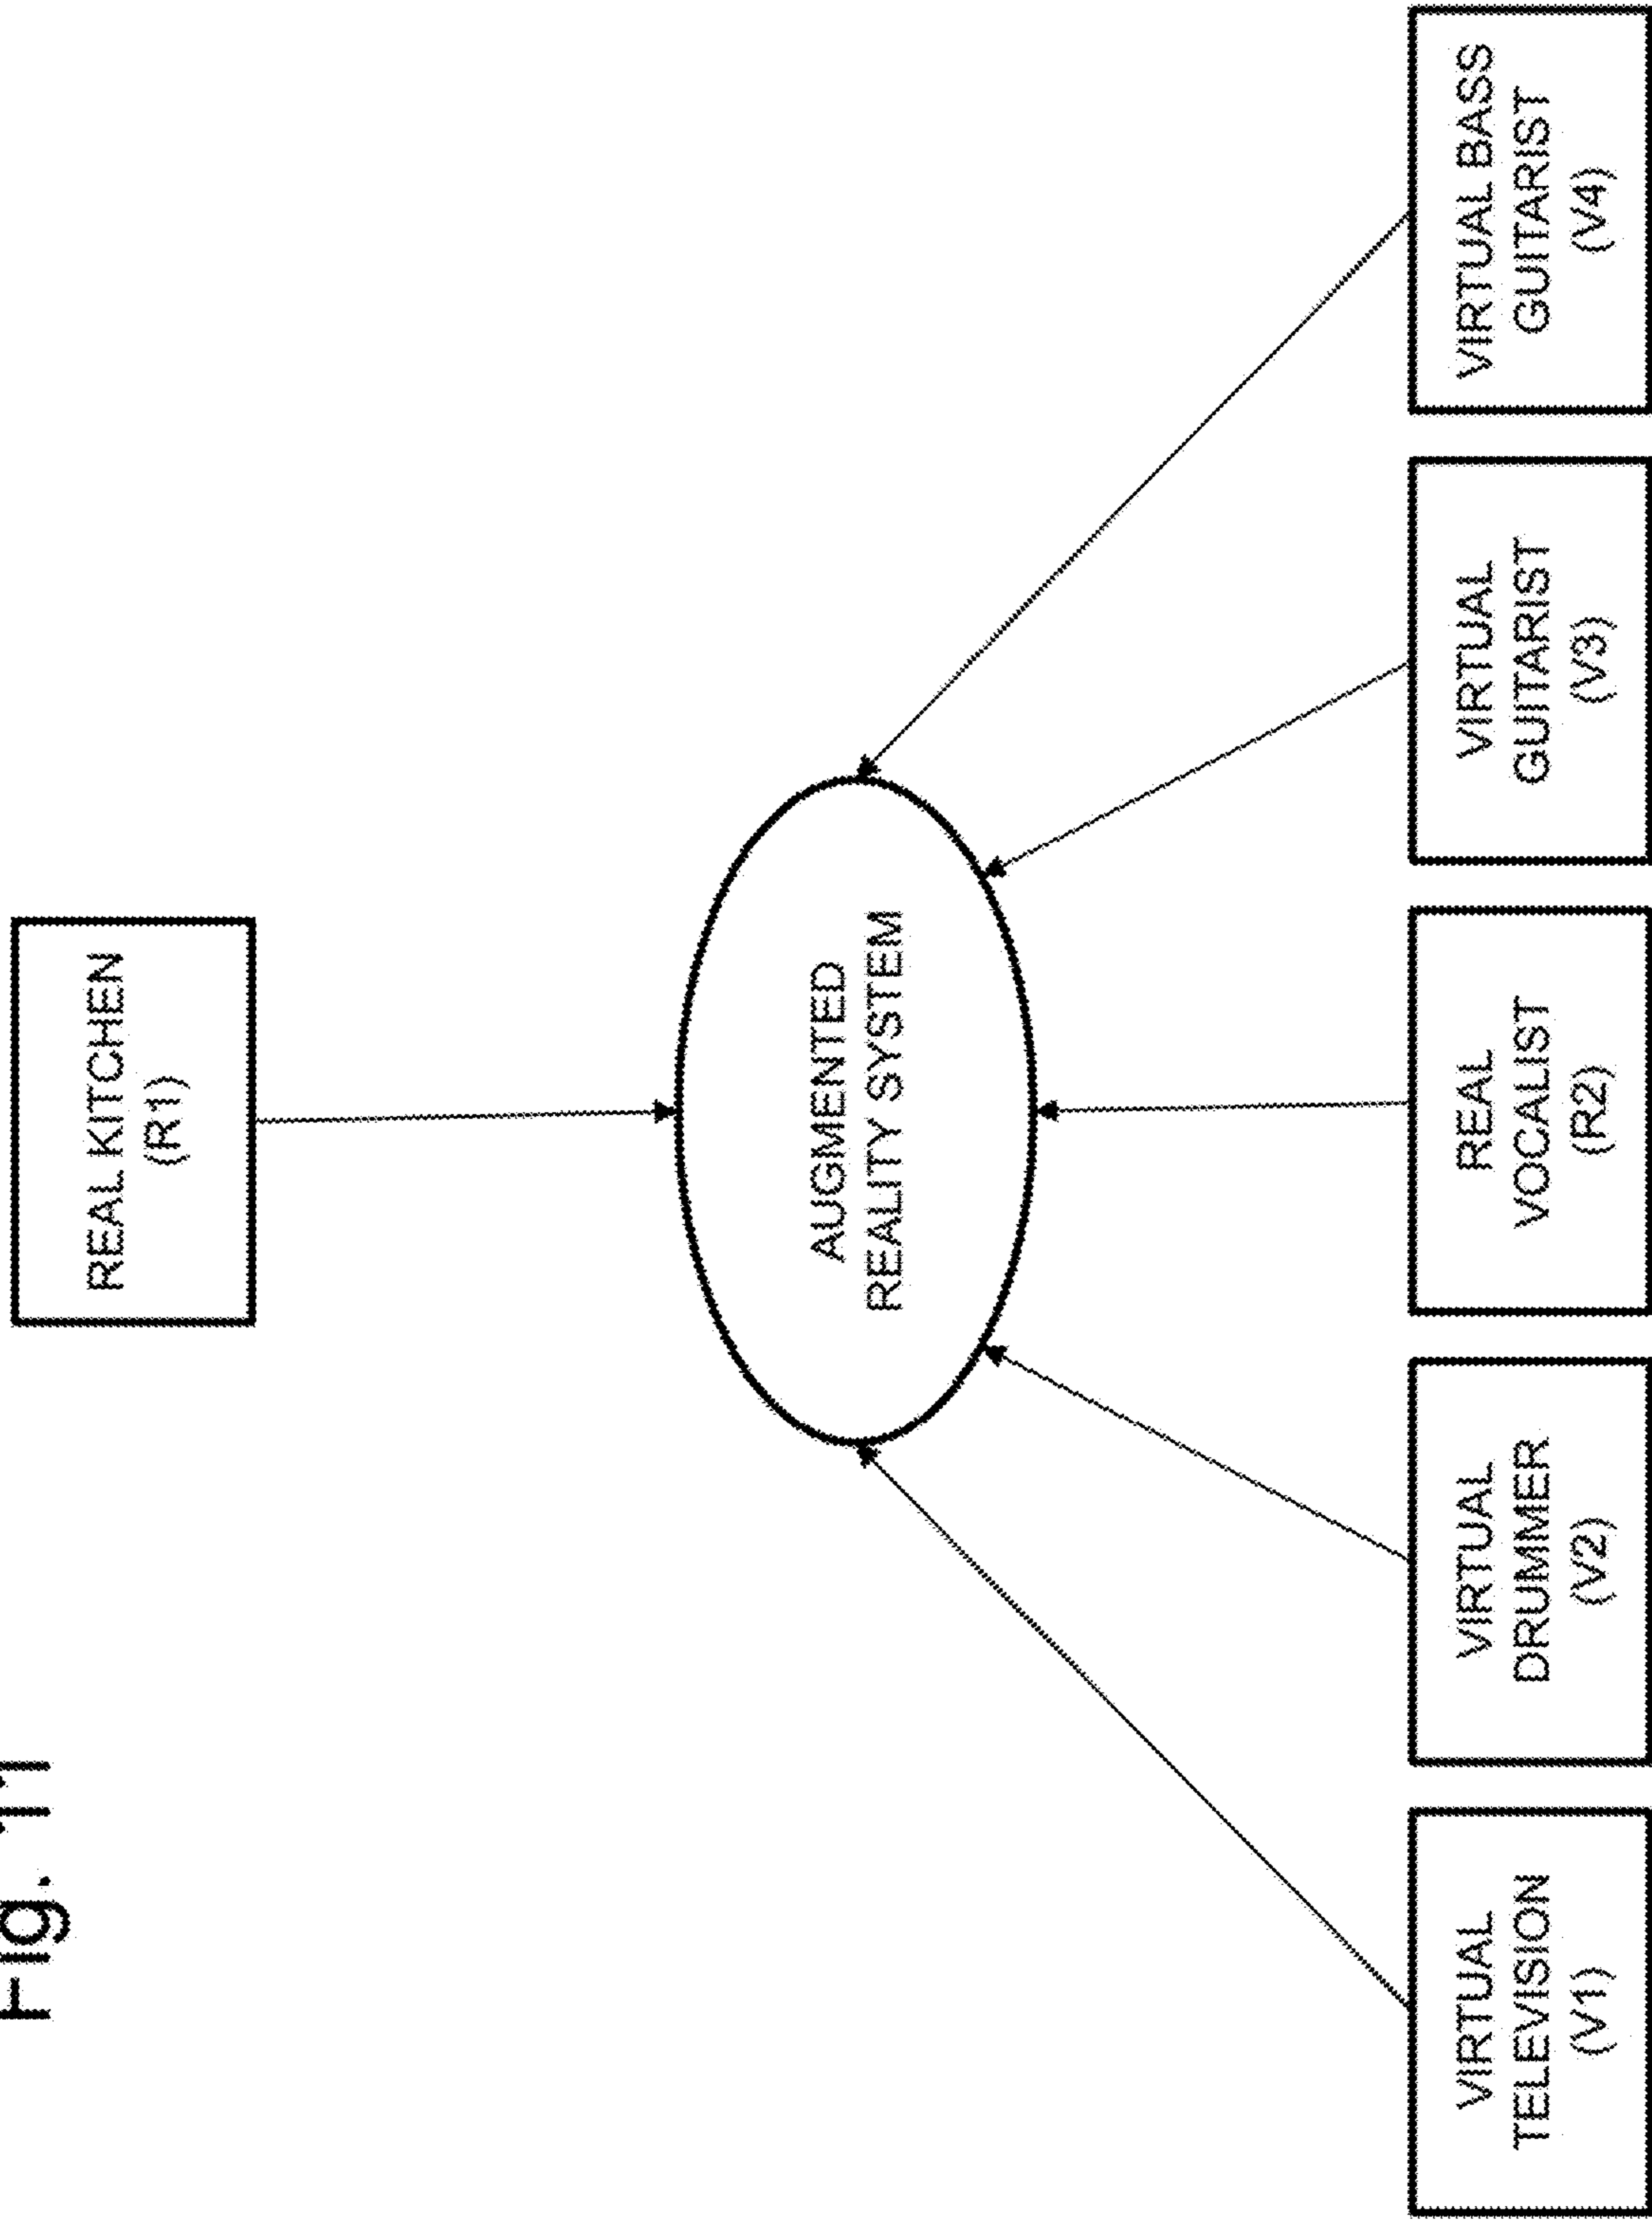 Fig. 11
REAL KITCHEN
(R1)
AUGMENTED
REALITY SYSTEM
VIRTUAL
TELEVISION
(V1)
VIRTUAL
DRUMMER
(V2)
REAL
VOCALIST
(R2)
VIRTUAL
GUITARIST
(V3)
VIRTUAL BASS
GUITARIST
(V4)